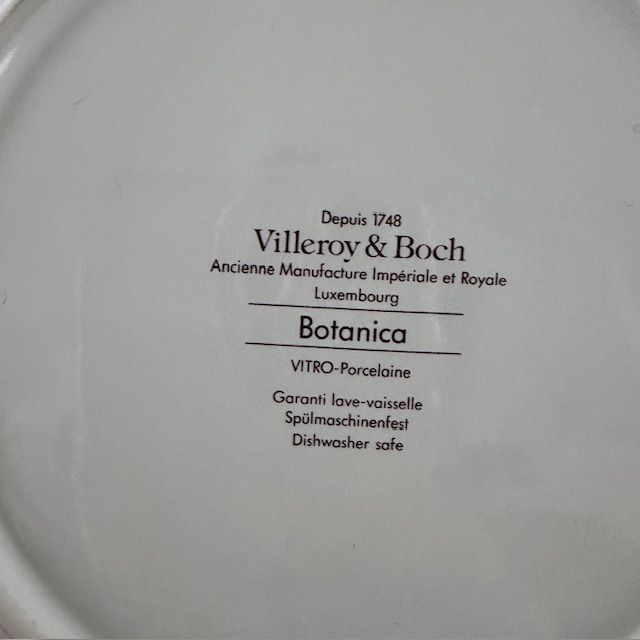 Depuis 1748
Villeroy & Boch
Ancienne Manufacture Impériale et Royale
Luxembourg
Botanica
VITRO-Porcelaine
Garanti lave-vaisselle
Spülmaschinenfest
Dishwasher safe